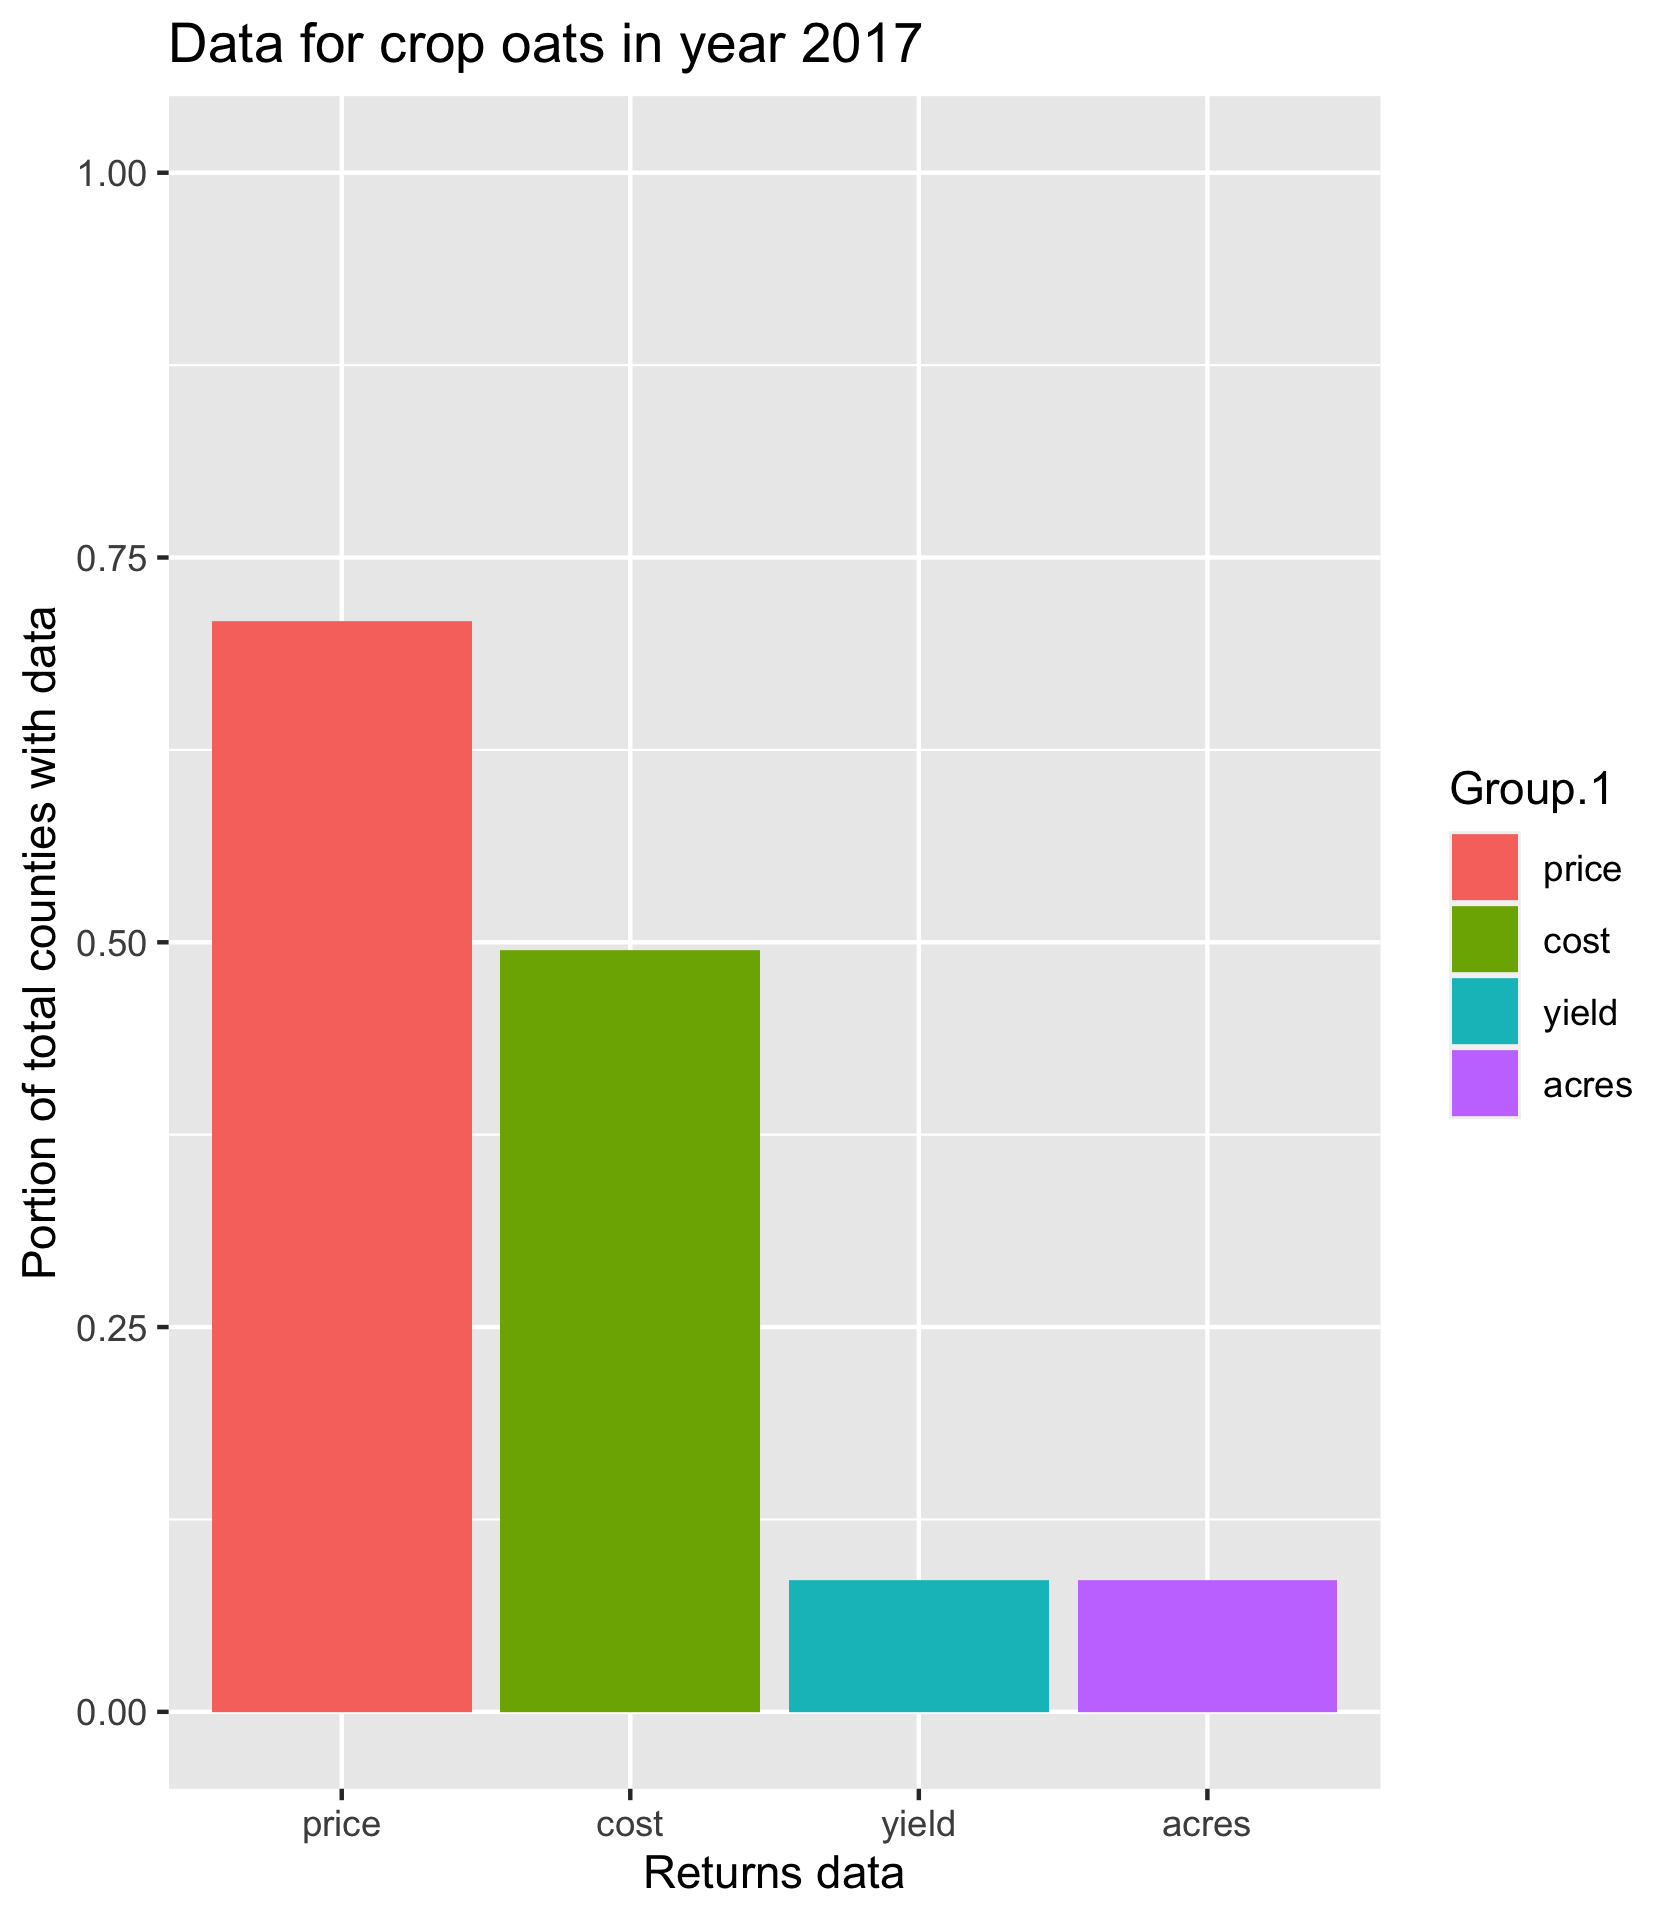 Data for crop oats in year 2017
Portion of total counties with data
1.00
0.75
0.50
0.25
0.00
price
cost
yield
acres
Returns data
Group.1
price
cost
yield
acres